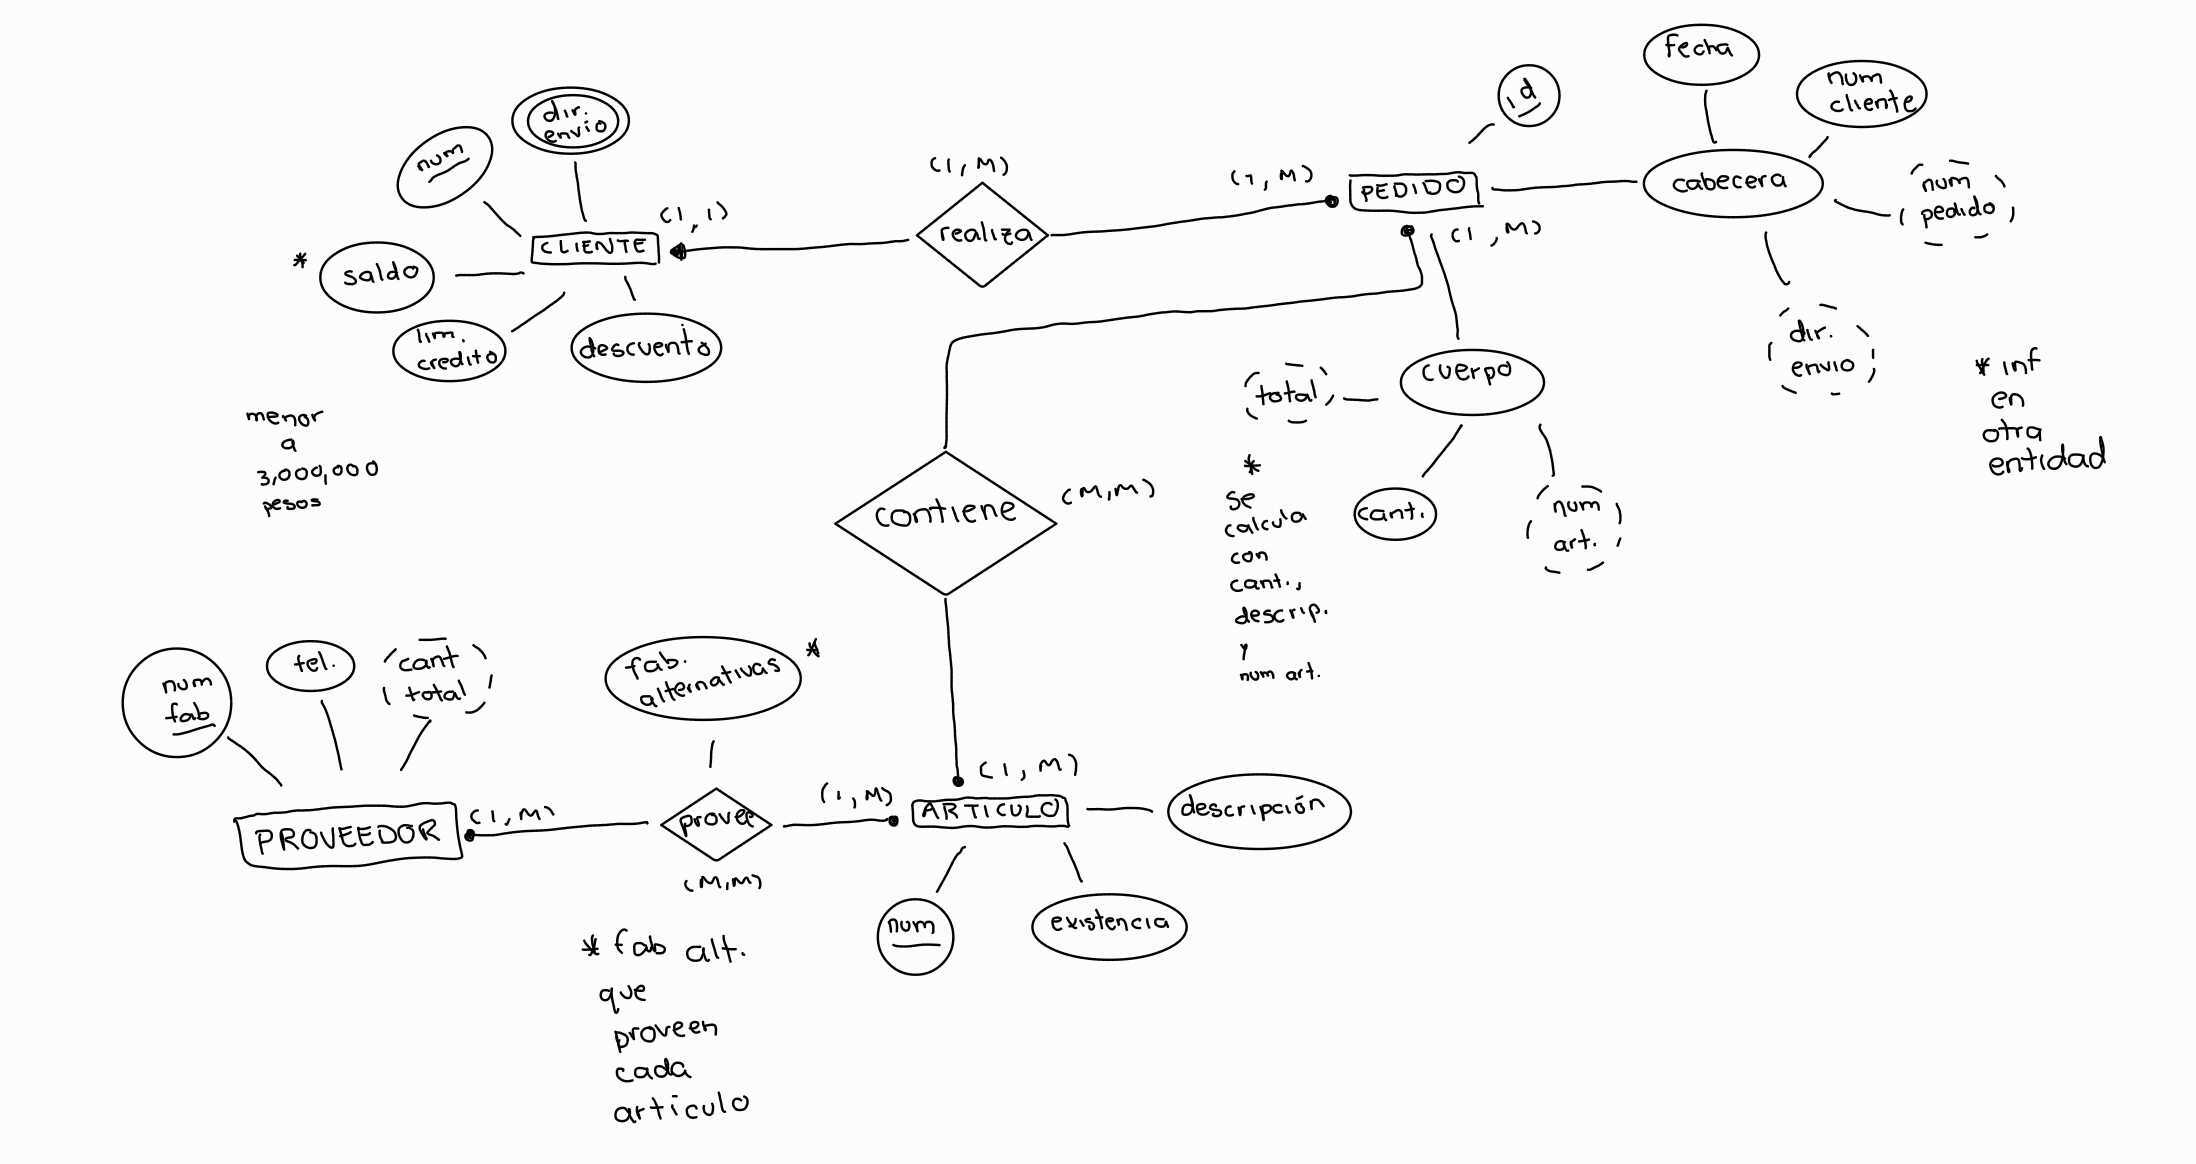 dir.
envio
num
CLIENTE
(1,1)
* saldo
lim.
credito
descuento
menor
a
3,000,000
pesos
(1,M)
realiza
(1,M)
PEDIDO
(1,M)
id
fecha
num
cliente
cabecera
num
pedido
dir.
envio
* inf
en
otra
entidad
cuerpo
total
cant.
num
art.
*
se
calcula
con
cant.,
descrip.
y
num art.
contiene
(M,M)
num
fab
tel.
cant
total
PROVEEDOR
(1,M)
fab.
alternativas
*
provee
(M,M)
(1,M)
* fab alt.
que
proveen
cada
articulo
(1,M)
ARTICULO
descripción
num
existencia